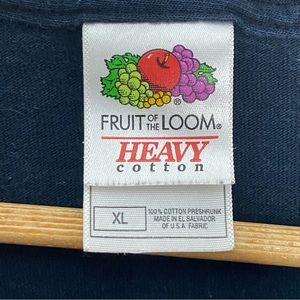 ®
FRUIT OF THE LOOM®
HEAVY
cotton
XL
100% COTTON PRESHRUNK
MADE IN EL SALVADOR
OF U.S.A FABRIC